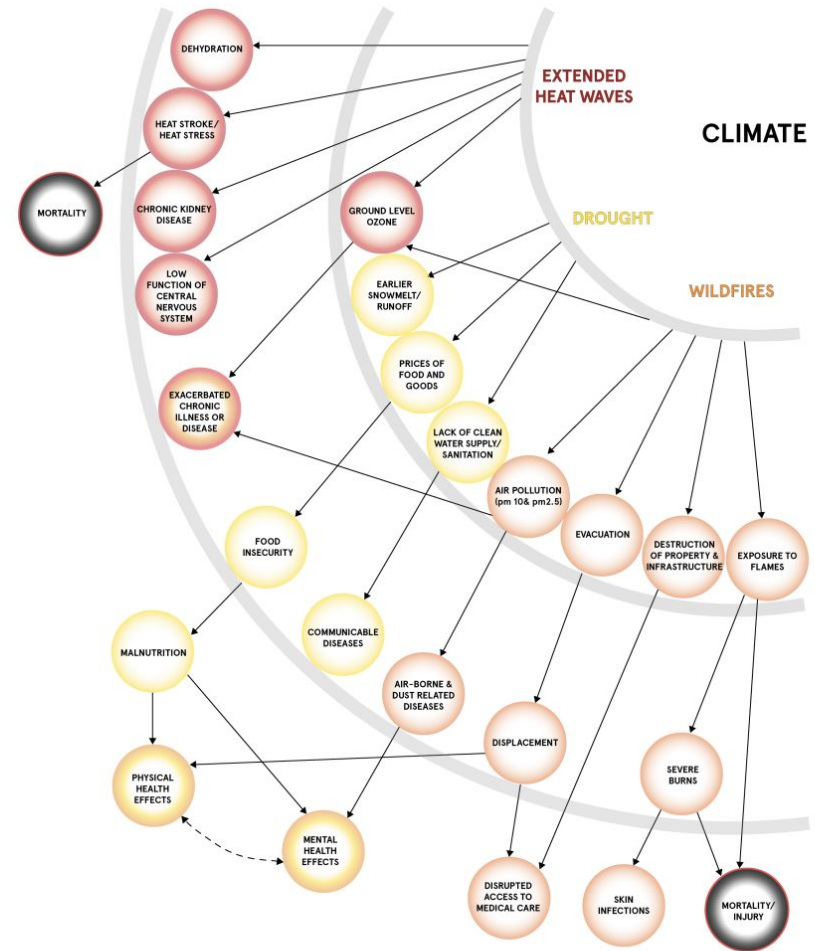 DEHYDRATION
EXTENDED
HEAT WAVES
HEAT STROKE/
HEAT STRESS
CLIMATE
MORTALITY
CHRONIC KIDNEY
DISEASE
GROUND LEVEL
OZONE
DROUGHT
LOW
FUNCTION OF
CENTRAL
NERVOUS
SYSTEM
EARLIER
SNOWMELT/
RUNOFF
WILDFIRES
PRICES OF
FOOD AND
GOODS
EXACERBATED
CHRONIC
ILLNESS OR
DISEASE
LACK OF CLEAN
WATER SUPPLY/
SANITATION
AIR POLLUTION
(pm 10& pm2.5)
EVACUATION
DESTRUCTION
OF PROPERTY &
INFRASTRUCTURE
EXPOSURE TO
FLAMES
FOOD
INSECURITY
COMMUNICABLE
DISEASES
MALNUTRITION
AIR-BORNE &
DUST RELATED
DISEASES
DISPLACEMENT
PHYSICAL
HEALTH
EFFECTS
SEVERE
BURNS
MENTAL
HEALTH
EFFECTS
DISRUPTED
ACCESS TO
MEDICAL CARE
SKIN
INFECTIONS
MORTALITY/
INJURY